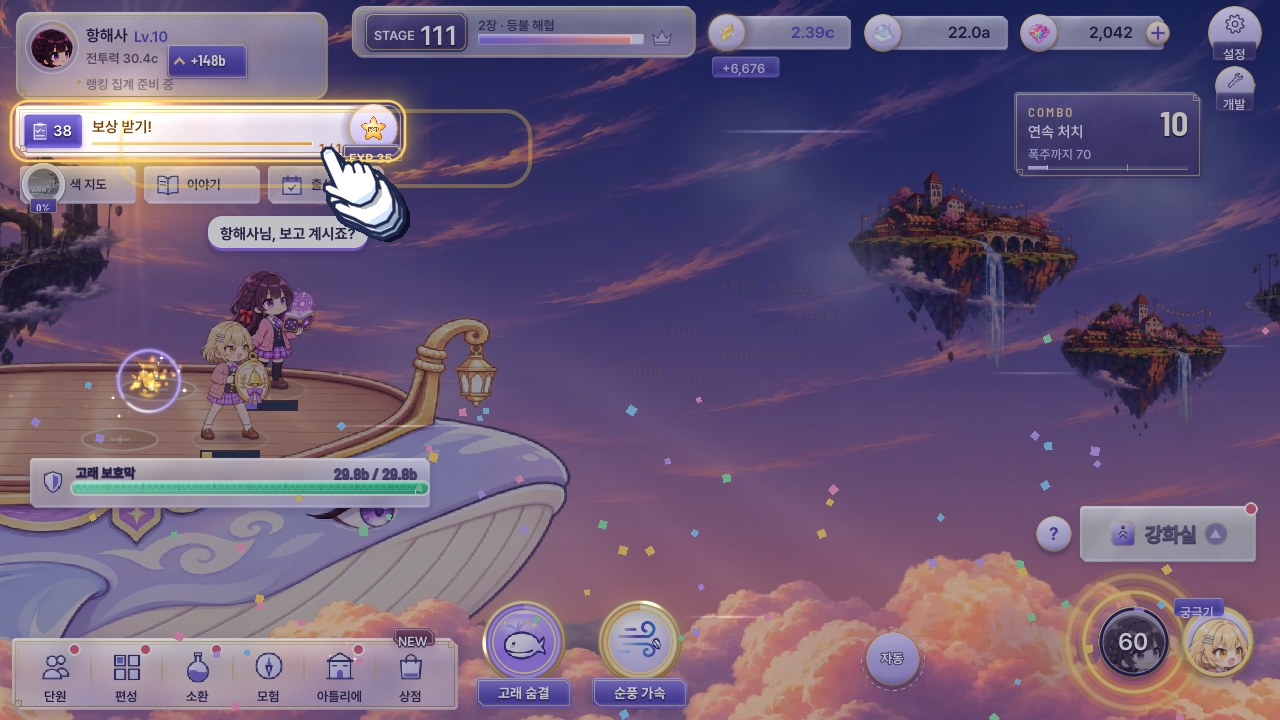 항해사 Lv.10
전투력 30.4c
+148b
랭킹 집계 준비 중
STAGE 111
2장 · 등불 해협
2.39c
+6,676
22.0a
2,042
설정
개발
38
보상 받기!
EXP 35
색 지도
0%
이야기
COMBO
연속 처치
10
폭주까지 70
항해사님, 보고 계시죠?
고래 보호막
29.8b / 29.8b
?
강화실
궁극기
60
자동
NEW
단원
편성
소환
모험
아틀리에
상점
고래 숨결
순풍 가속